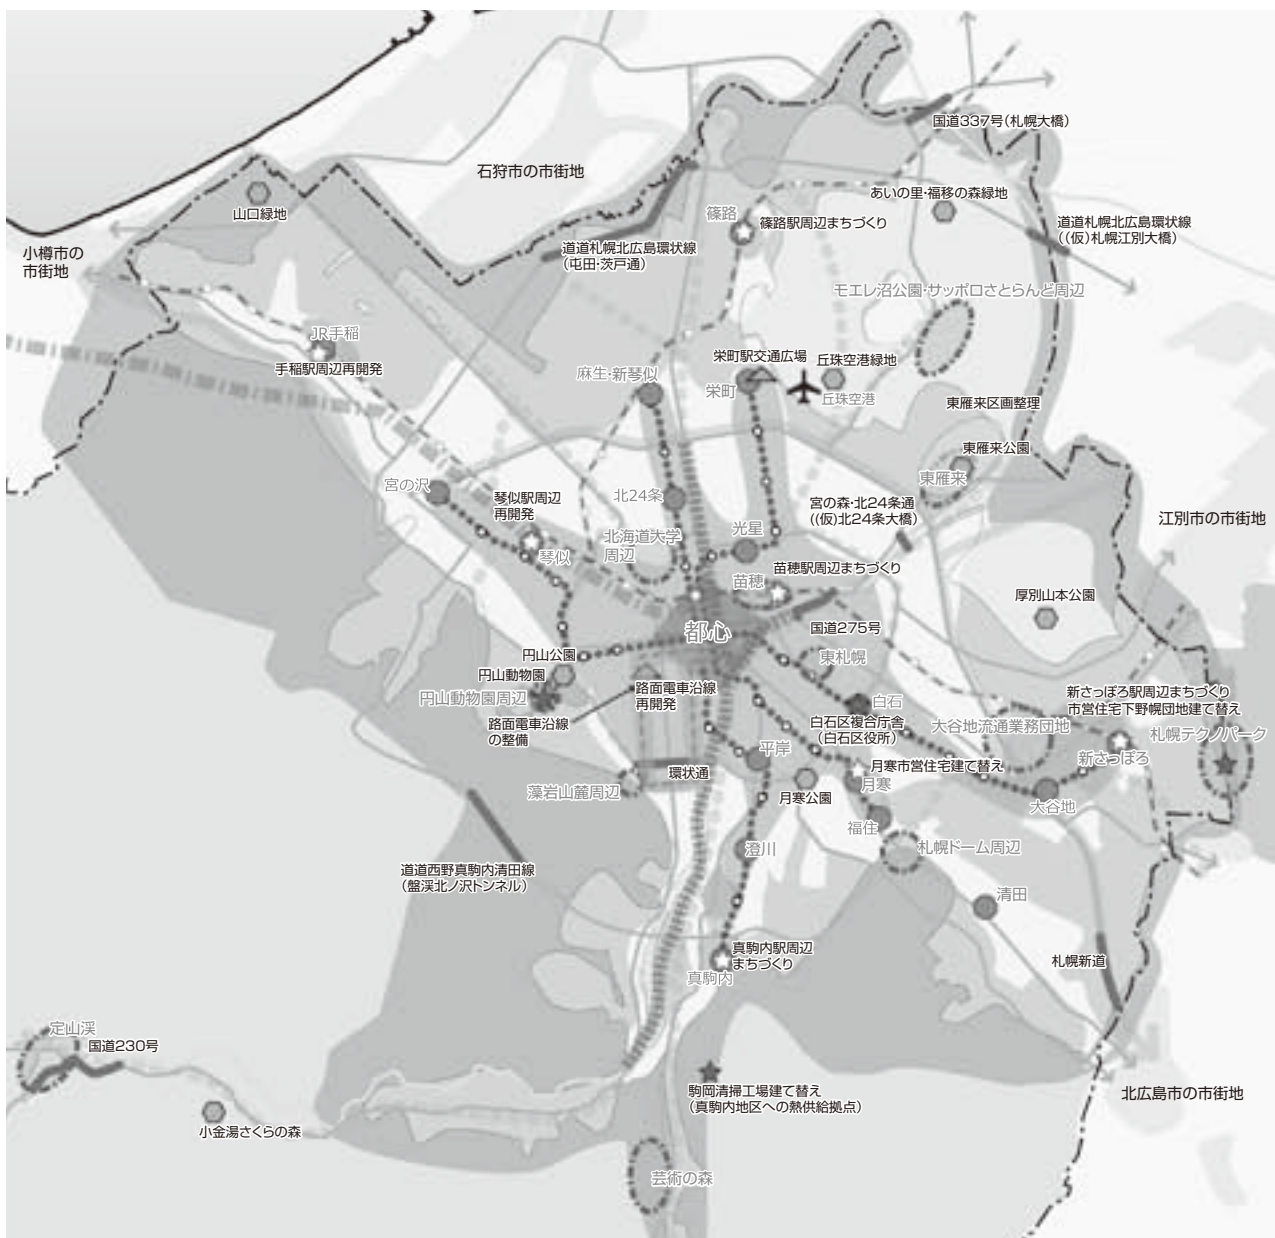 国道337号(札幌大橋)
石狩市の市街地
あいの里・福移の森緑地
山口緑地
篠路
篠路駅周辺まちづくり
道道札幌北広島環状線
((仮)札幌江別大橋)
小樽市の
市街地
道道札幌北広島環状線
(屯田・茨戸通)
モエレ沼公園・サッポロさとらんど周辺
JR手稲
手稲駅周辺再開発
栄町駅交通広場
丘珠空港緑地
麻生・新琴似
栄町
丘珠空港
東雁来区画整理
東雁来公園
東雁来
宮の沢
琴似駅周辺
再開発
北24条
宮の森・北24条通
((仮)北24条大橋)
江別市の市街地
北海道大学
周辺
光星
琴似
苗穂
苗穂駅周辺まちづくり
厚別山本公園
都心
国道275号
円山公園
東札幌
円山動物園
円山動物園周辺
路面電車沿線
再開発
新さっぽろ駅周辺まちづくり
市営住宅下野幌団地建て替え
白石
路面電車沿線
の整備
白石区複合庁舎
(白石区役所)
大谷地流通業務団地
札幌テクノパーク
平岸
新さっぽろ
環状通
月寒市営住宅建て替え
藻岩山麓周辺
月寒公園
月寒
大谷地
福住
澄川
札幌ドーム周辺
道道西野真駒内清田線
(盤渓北ノ沢トンネル)
清田
真駒内駅周辺
まちづくり
真駒内
札幌新道
定山渓
国道230号
駒岡清掃工場建て替え
(真駒内地区への熱供給拠点)
北広島市の市街地
小金湯さくらの森
芸術の森